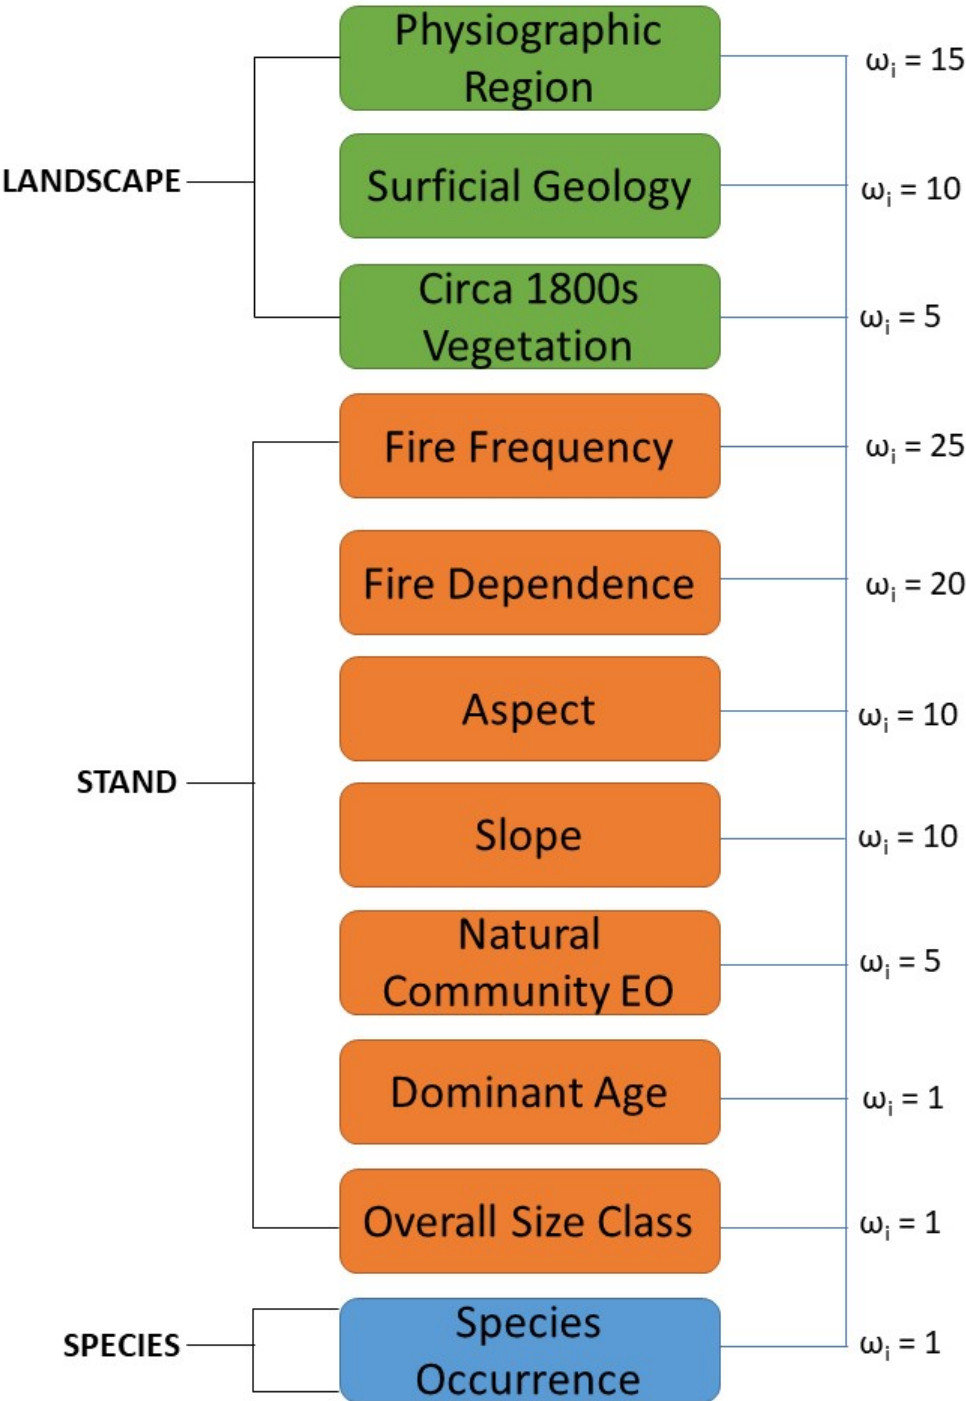 Physiographic
Region
ωi = 15
LANDSCAPE
Surficial Geology
ωi = 10
Circa 1800s
Vegetation
ωi = 5
Fire Frequency
ωi = 25
Fire Dependence
ωi = 20
Aspect
ωi = 10
STAND
Slope
ωi = 10
Natural
Community EO
ωi = 5
Dominant Age
ωi = 1
Overall Size Class
ωi = 1
SPECIES
Species
Occurrence
ωi = 1